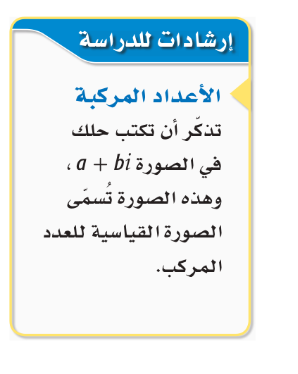 إرشادات للدراسة
الأعداد المركبة
تذكّر أن تكتب حلك
في الصورة a + bi ،
وهذه الصورة تُسمّى
الصورة القياسية للعدد
المركب.